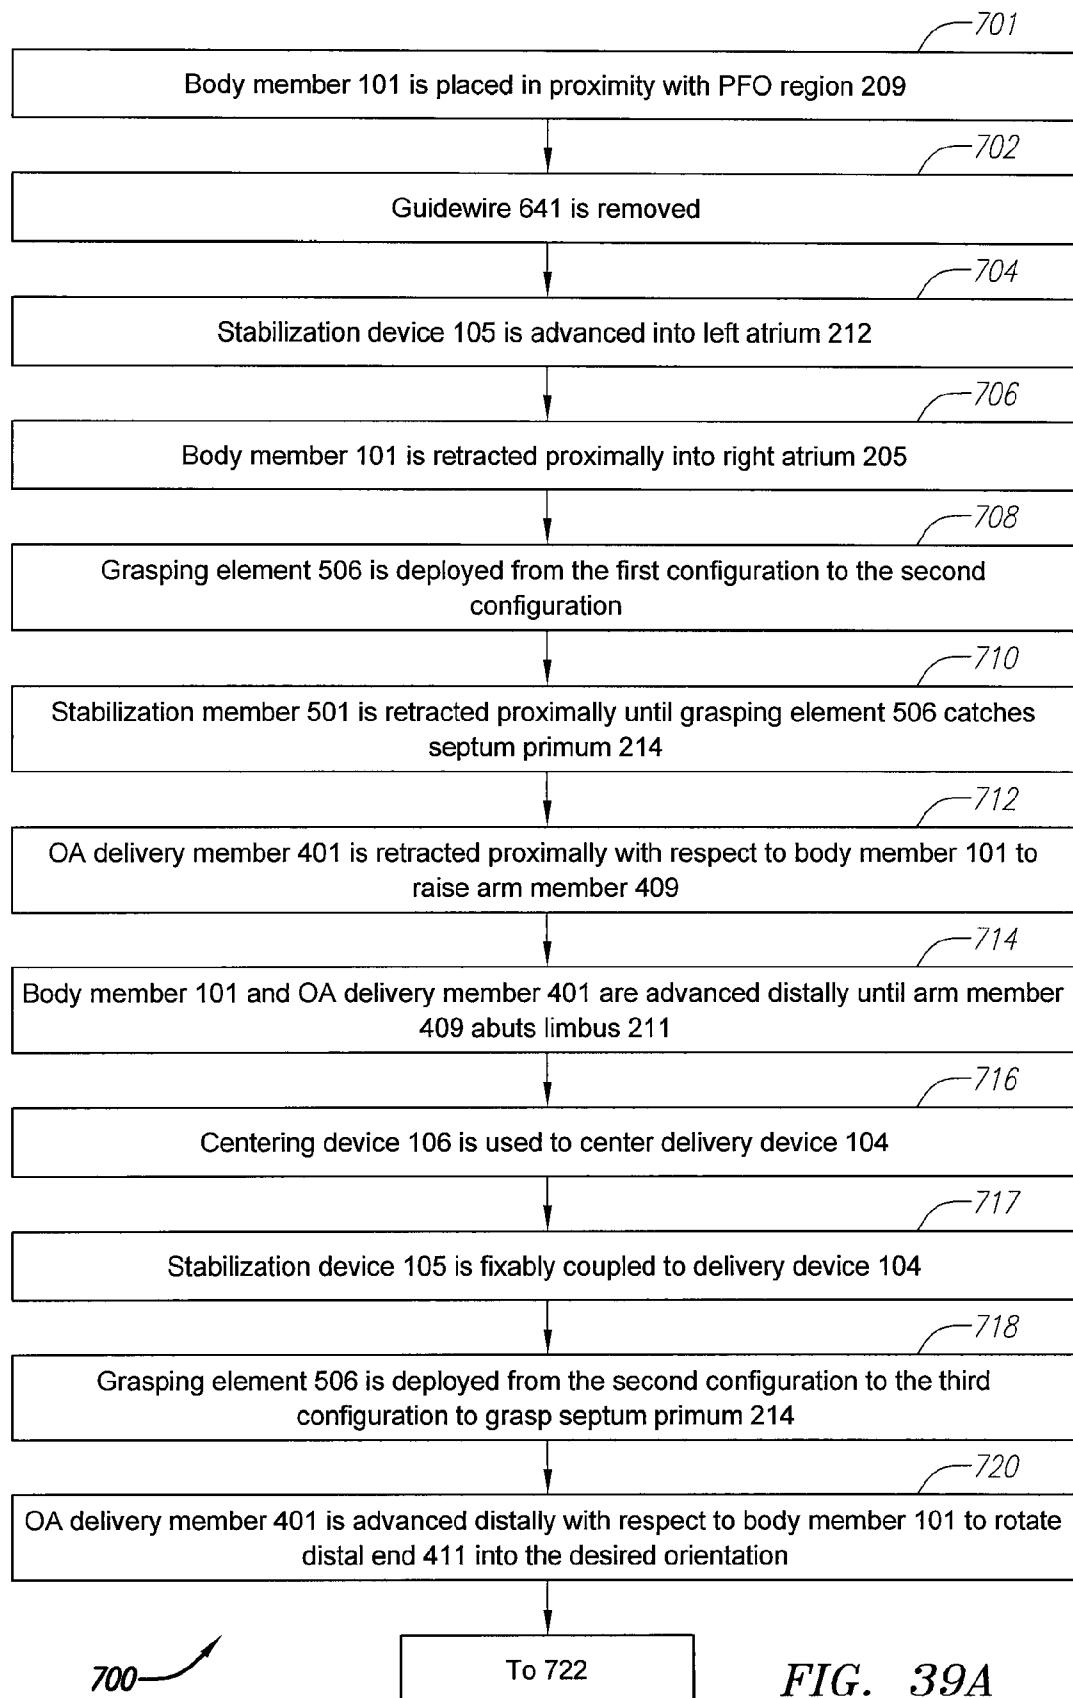 701
Body member 101 is placed in proximity with PFO region 209
702
Guidewire 641 is removed
704
Stabilization device 105 is advanced into left atrium 212
706
Body member 101 is retracted proximally into right atrium 205
708
Grasping element 506 is deployed from the first configuration to the second
configuration
710
Stabilization member 501 is retracted proximally until grasping element 506 catches
septum primum 214
712
OA delivery member 401 is retracted proximally with respect to body member 101 to
raise arm member 409
714
Body member 101 and OA delivery member 401 are advanced distally until arm member
409 abuts limbus 211
716
Centering device 106 is used to center delivery device 104
717
Stabilization device 105 is fixably coupled to delivery device 104
718
Grasping element 506 is deployed from the second configuration to the third
configuration to grasp septum primum 214
720
OA delivery member 401 is advanced distally with respect to body member 101 to rotate
distal end 411 into the desired orientation
700
To 722
FIG. 39A